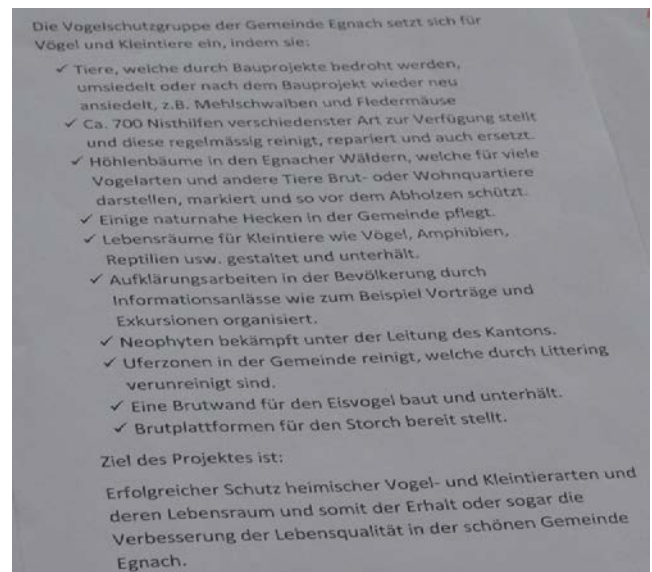 Die Vogelschutzgruppe der Gemeinde Egnach setzt sich für
Vögel und Kleintiere ein, indem sie:
✓ Tiere, welche durch Bauprojekte bedroht werden,
umsiedelt oder nach dem Bauprojekt wieder neu
ansiedelt, z.B. Mehlschwalben und Fledermäuse
✓ Ca. 700 Nisthilfen verschiedenster Art zur Verfügung stellt
und diese regelmässig reinigt, repariert und auch ersetzt.
✓ Höhlenbäume in den Egnacher Wäldern, welche für viele
Vogelarten und andere Tiere Brut- oder Wohnquartiere
darstellen, markiert und so vor dem Abholzen schützt.
✓ Einige naturnahe Hecken in der Gemeinde pflegt.
✓ Lebensräume für Kleintiere wie Vögel, Amphibien,
Reptilien usw. gestaltet und unterhält.
✓ Aufklärungsarbeiten in der Bevölkerung durch
Informationsanlässe wie zum Beispiel Vorträge und
Exkursionen organisiert.
✓ Neophyten bekämpft unter der Leitung des Kantons.
✓ Uferzonen in der Gemeinde reinigt, welche durch Littering
verunreinigt sind.
✓ Eine Brutwand für den Eisvogel baut und unterhält.
✓ Brutplattformen für den Storch bereit stellt.
Ziel des Projektes ist:
Erfolgreicher Schutz heimischer Vogel- und Kleintierarten und
deren Lebensraum und somit der Erhalt oder sogar die
Verbesserung der Lebensqualität in der schönen Gemeinde
Egnach.